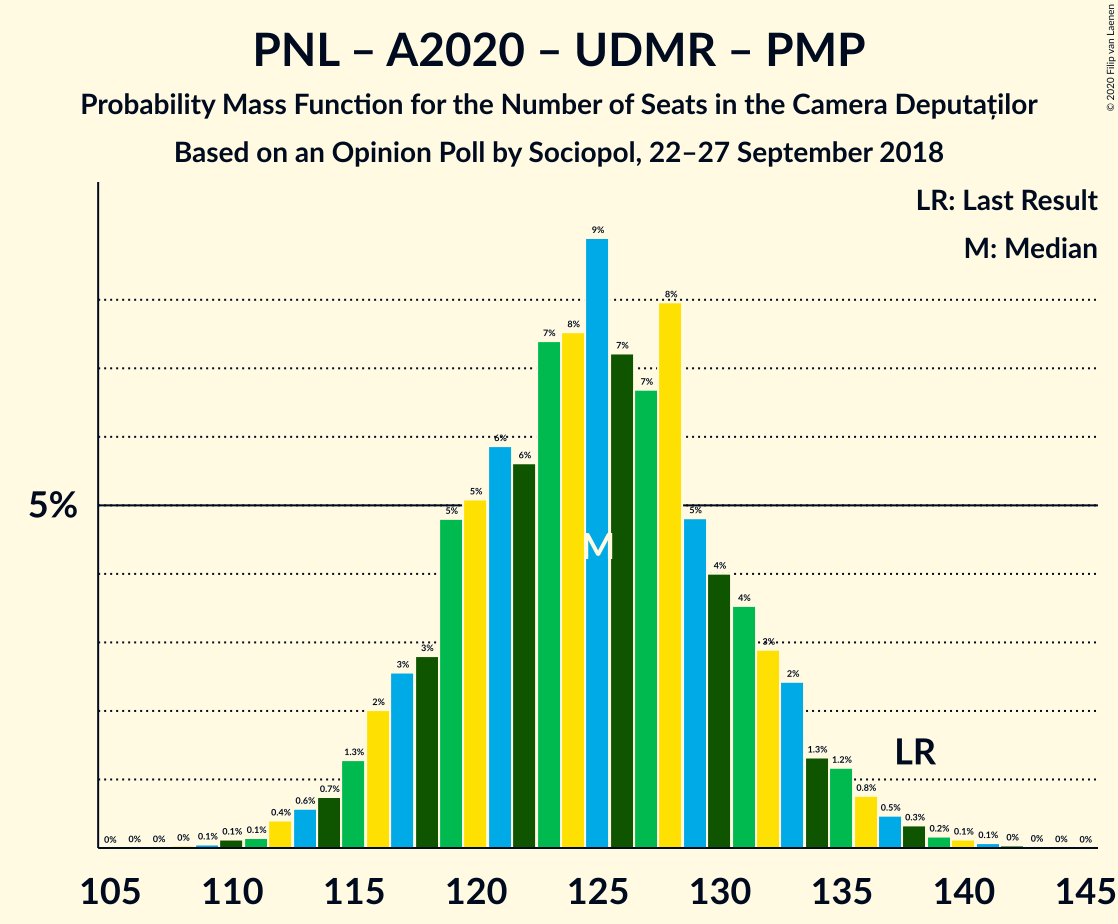 PNL – A2020 – UDMR – PMP
Probability Mass Function for the Number of Seats in the Camera Deputaților
Based on an Opinion Poll by Sociopol, 22–27 September 2018
© 2020 Filip van Laenen
LR: Last Result
M: Median
5%
0% 0% 0% 0% 0.1% 0.1% 0.1% 0.4% 0.6% 0.7% 1.3% 2% 3% 3% 5% 5% 6% 6% 7% 8% 9% 7% 7% 8% 5% 4% 4% 3% 2% 1.3% 1.2% 0.8% 0.5% 0.3% 0.2% 0.1% 0.1% 0% 0% 0% 0%
M
LR
105 110 115 120 125 130 135 140 145